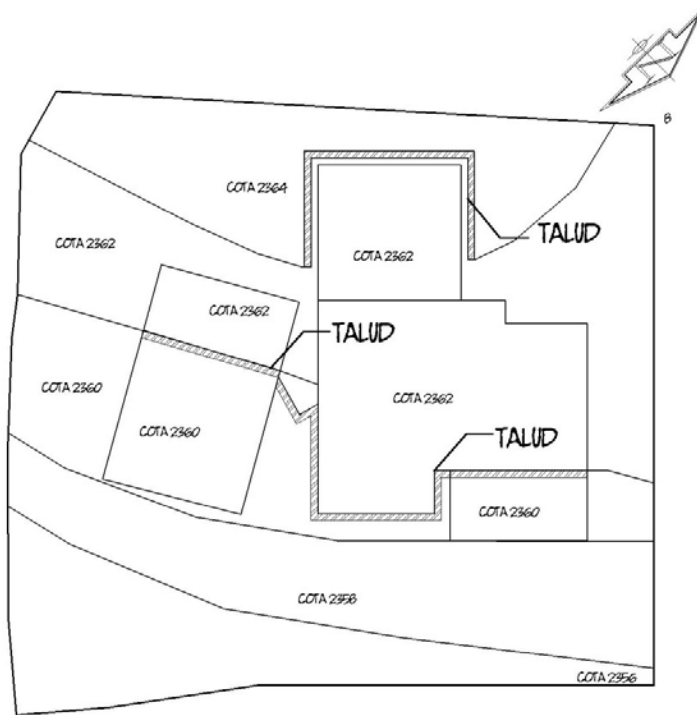 B
COTA 2364
TALUD
COTA 2362
COTA 2362
COTA 2362
TALUD
COTA 2360
COTA 2362
COTA 2360
TALUD
COTA 2360
COTA 2358
COTA 2356